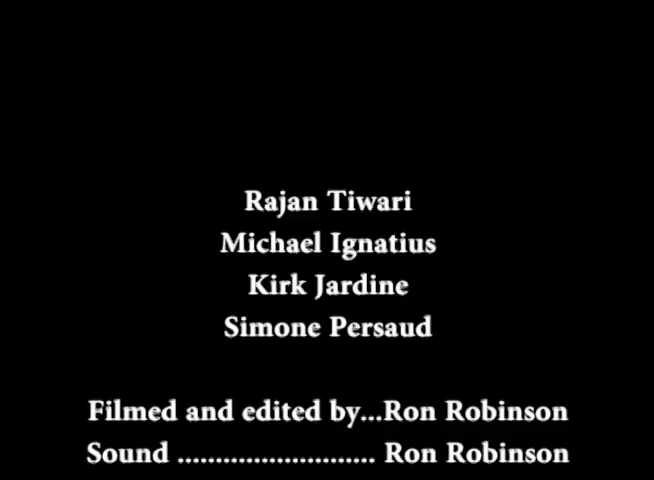 Rajan Tiwari
Michael Ignatius
Kirk Jardine
Simone Persaud
Filmed and edited by...Ron Robinson
Sound .......................... Ron Robinson